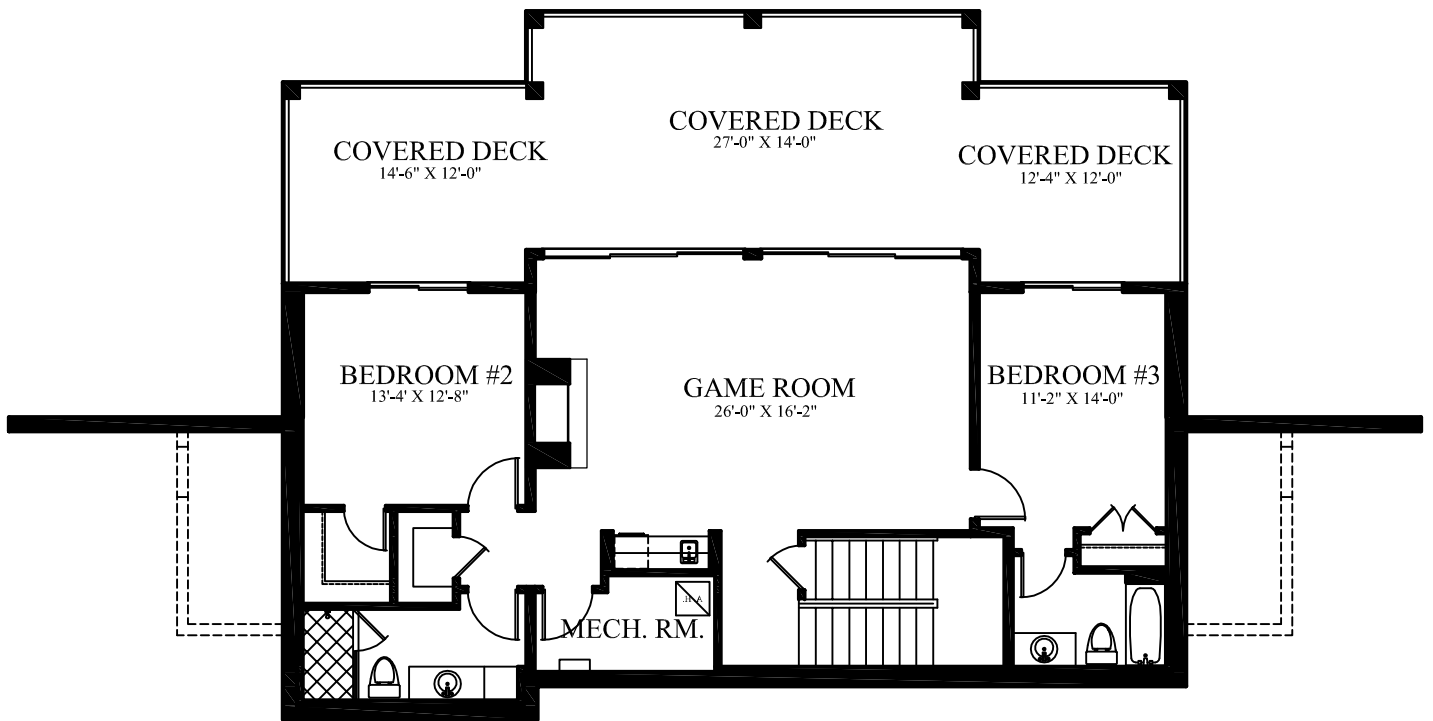 COVERED DECK
27'-0" X 14'-0"
COVERED DECK
14'-6" X 12'-0"
COVERED DECK
12'-4" X 12'-0"
BEDROOM #2
13'-4' X 12'-8"
GAME ROOM
26'-0" X 16'-2"
BEDROOM #3
11'-2" X 14'-0"
A.H.
MECH. RM.